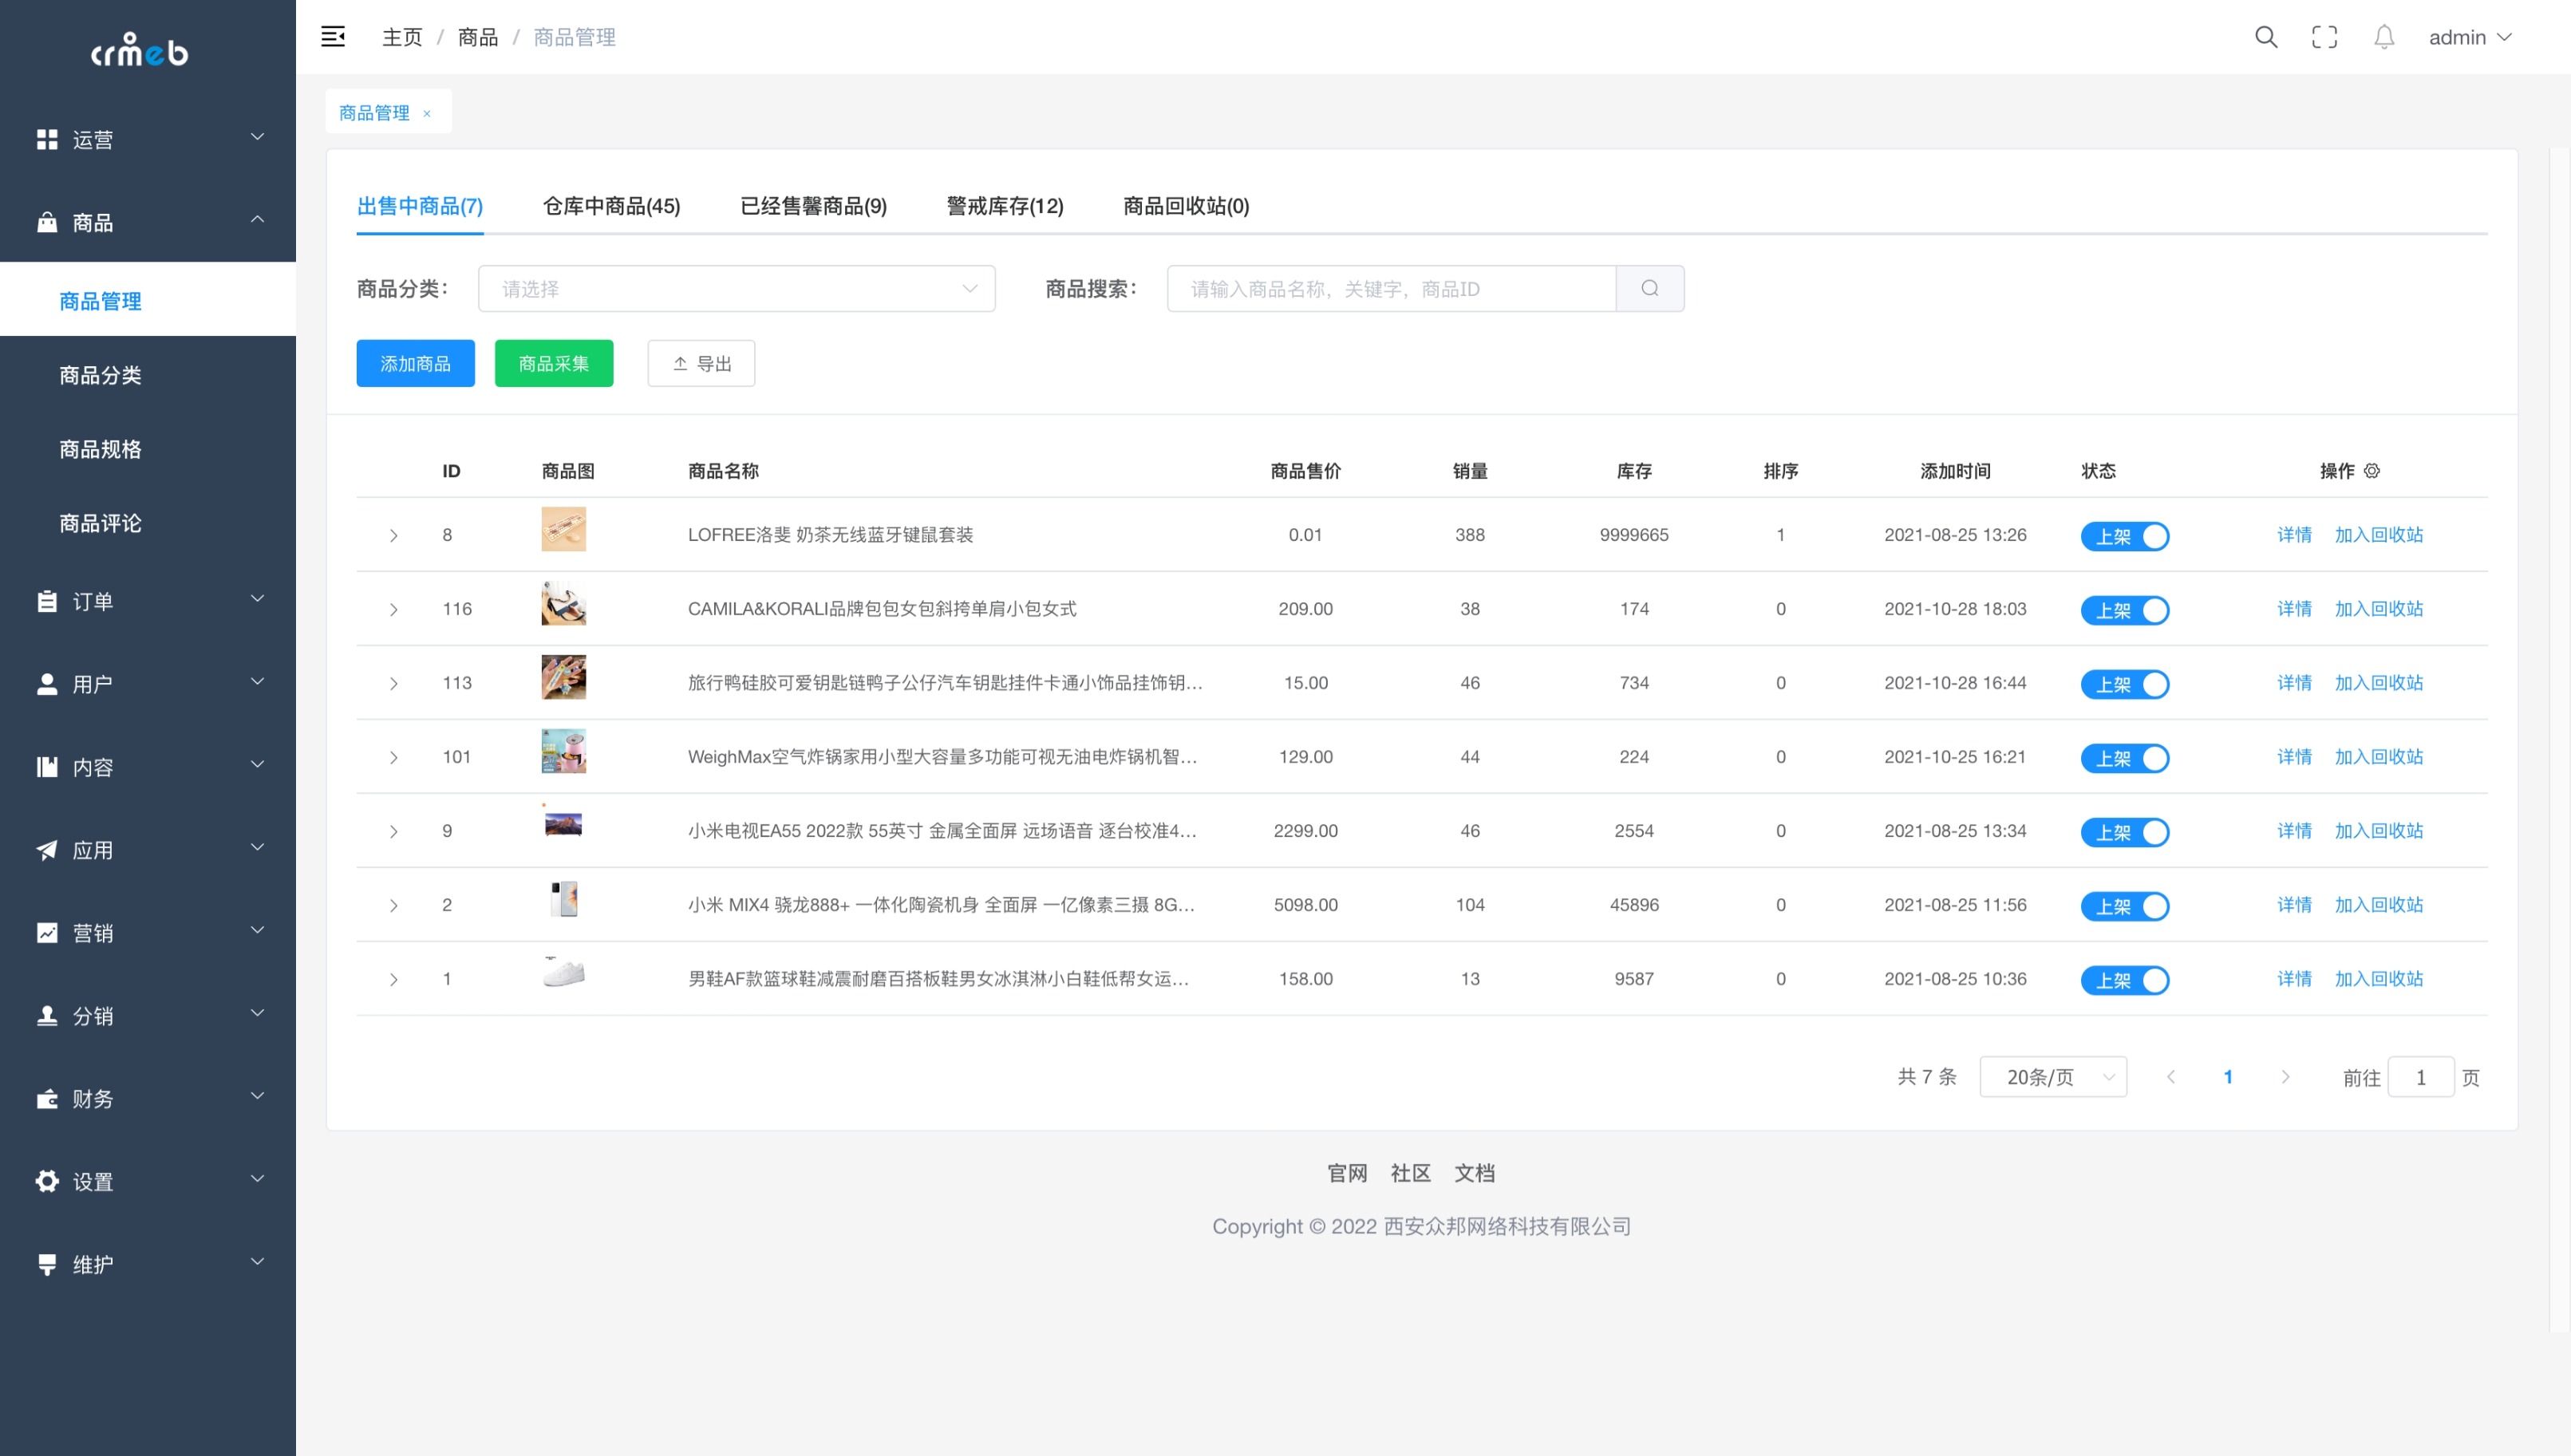 crmeb
主页 / 商品 / 商品管理
admin
运营
商品
商品管理
商品分类
商品规格
商品评论
订单
用户
内容
应用
营销
分销
财务
设置
维护
商品管理 ×
出售中商品(7) 仓库中商品(45) 已经售馨商品(9) 警戒库存(12) 商品回收站(0)
商品分类： 请选择 商品搜索： 请输入商品名称，关键字，商品ID
添加商品 商品采集 导出
ID 商品图 商品名称 商品售价 销量 库存 排序 添加时间 状态 操作
8 LOFREE洛斐 奶茶无线蓝牙键鼠套装 0.01 388 9999665 1 2021-08-25 13:26 上架 详情 加入回收站
116 CAMILA&KORALI品牌包包女包斜挎单肩小包女式 209.00 38 174 0 2021-10-28 18:03 上架 详情 加入回收站
113 旅行鸭硅胶可爱钥匙链鸭子公仔汽车钥匙挂件卡通小饰品挂饰钥… 15.00 46 734 0 2021-10-28 16:44 上架 详情 加入回收站
101 WeighMax空气炸锅家用小型大容量多功能可视无油电炸锅机智… 129.00 44 224 0 2021-10-25 16:21 上架 详情 加入回收站
9 小米电视EA55 2022款 55英寸 金属全面屏 远场语音 逐台校准4… 2299.00 46 2554 0 2021-08-25 13:34 上架 详情 加入回收站
2 小米 MIX4 骁龙888+ 一体化陶瓷机身 全面屏 一亿像素三摄 8G… 5098.00 104 45896 0 2021-08-25 11:56 上架 详情 加入回收站
1 男鞋AF款篮球鞋减震耐磨百搭板鞋男女冰淇淋小白鞋低帮女运… 158.00 13 9587 0 2021-08-25 10:36 上架 详情 加入回收站
共 7 条 20条/页 1 前往 1 页
官网 社区 文档
Copyright © 2022 西安众邦网络科技有限公司